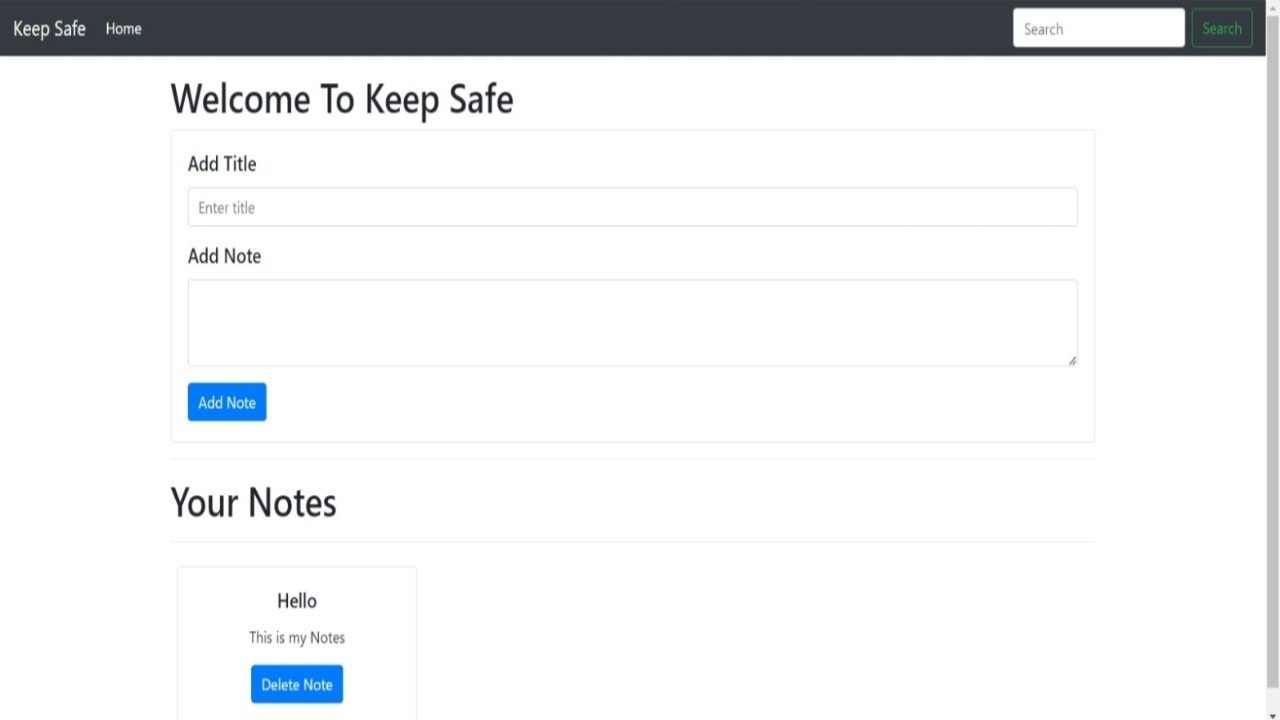 Keep Safe Home Search Search
Welcome To Keep Safe
Add Title
Enter title
Add Note
Add Note
Your Notes
Hello
This is my Notes
Delete Note